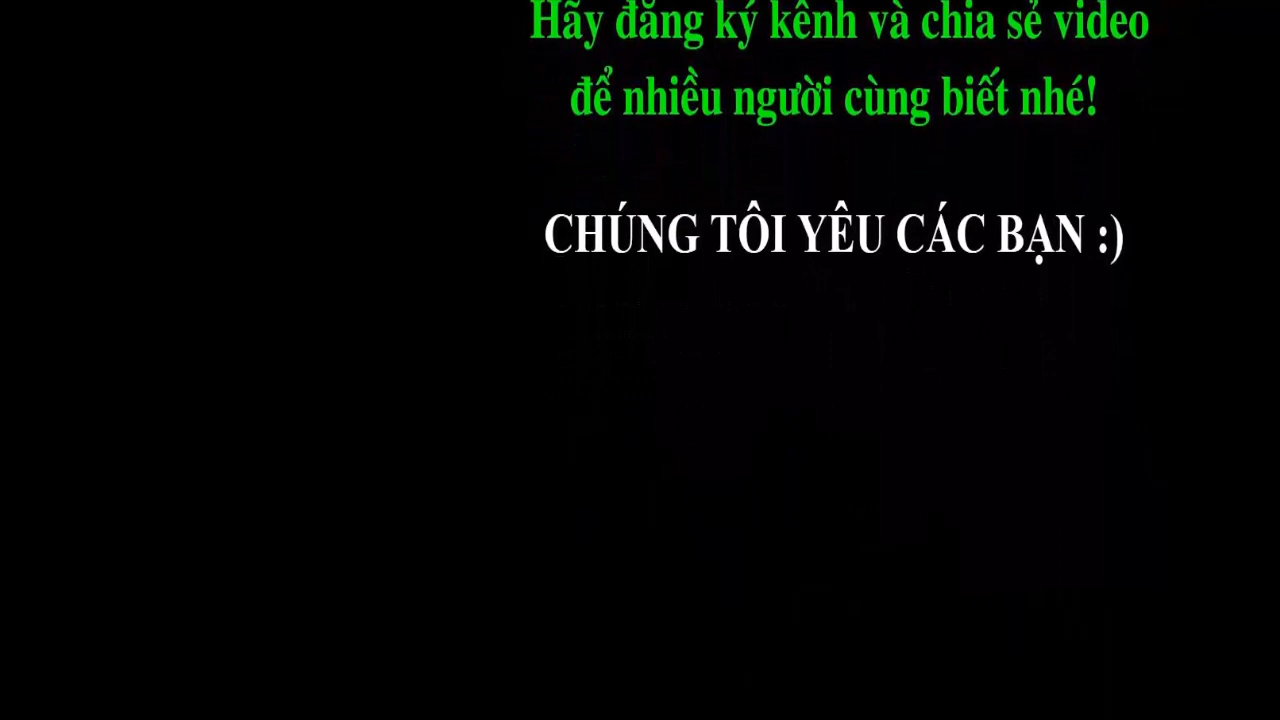 Hãy đăng ký kênh và chia sẻ video
để nhiều người cùng biết nhé!
CHÚNG TÔI YÊU CÁC BẠN :)